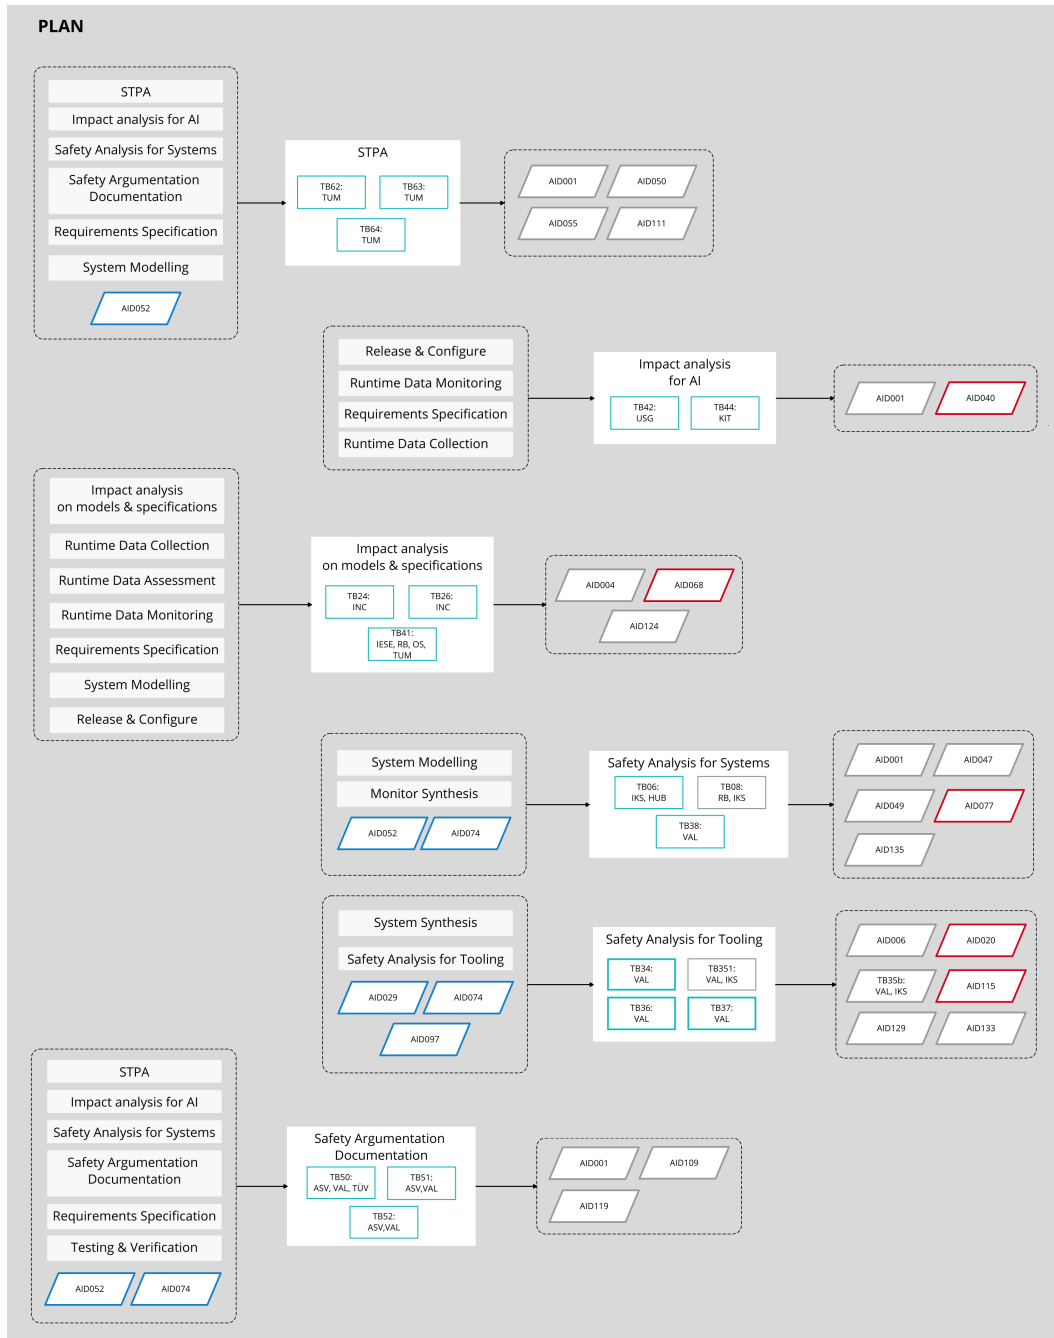 PLAN
STPA
Impact analysis for AI
Safety Analysis for Systems
Safety Argumentation
Documentation
Requirements Specification
System Modelling
AID052
STPA
TB62:
TUM
TB63:
TUM
TB64:
TUM
AID001
AID050
AID055
AID111
Release & Configure
Runtime Data Monitoring
Requirements Specification
Runtime Data Collection
Impact analysis
for AI
TB42:
USG
TB44:
KIT
AID001
AID040
Impact analysis
on models & specifications
Runtime Data Collection
Runtime Data Assessment
Runtime Data Monitoring
Requirements Specification
System Modelling
Release & Configure
Impact analysis
on models & specifications
TB24:
INC
TB26:
INC
TB41:
IESE, RB, OS,
TUM
AID004
AID068
AID124
System Modelling
Monitor Synthesis
AID052
AID074
Safety Analysis for Systems
TB06:
IKS, HUB
TB08:
RB, IKS
TB38:
VAL
AID001
AID047
AID049
AID077
AID135
System Synthesis
Safety Analysis for Tooling
AID029
AID074
AID097
Safety Analysis for Tooling
TB34:
VAL
TB351:
VAL, IKS
TB36:
VAL
TB37:
VAL
AID006
AID020
TB35b:
VAL, IKS
AID115
AID129
AID133
STPA
Impact analysis for AI
Safety Analysis for Systems
Safety Argumentation
Documentation
Requirements Specification
Testing & Verification
AID052
AID074
Safety Argumentation
Documentation
TB50:
ASV, VAL, TÜV
TB51:
ASV,VAL
TB52:
ASV,VAL
AID001
AID109
AID119